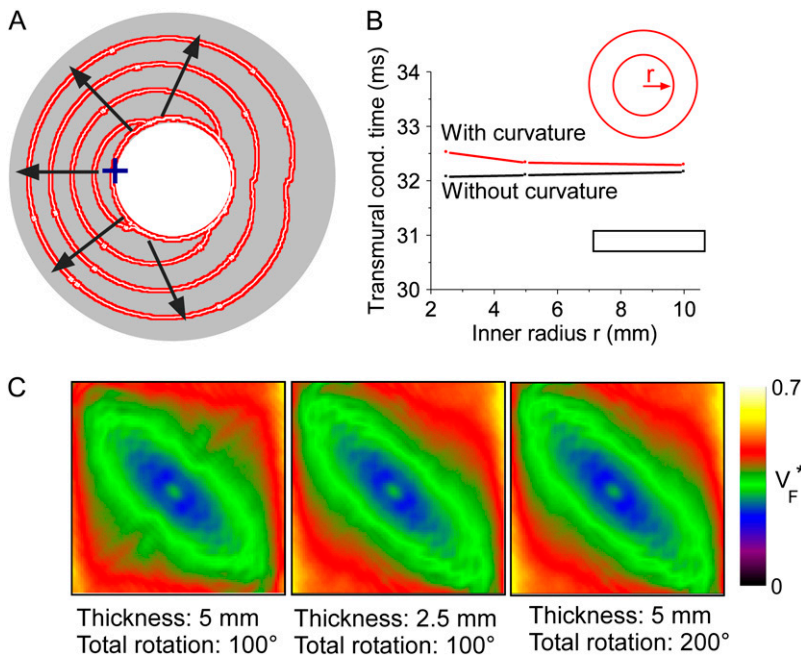 A
B
Transmural cond. time (ms)
34
33
32
31
30
With curvature
Without curvature
r
2
4
6
8
10
Inner radius r (mm)
C
0.7
V*F
0
Thickness: 5 mm
Total rotation: 100°
Thickness: 2.5 mm
Total rotation: 100°
Thickness: 5 mm
Total rotation: 200°